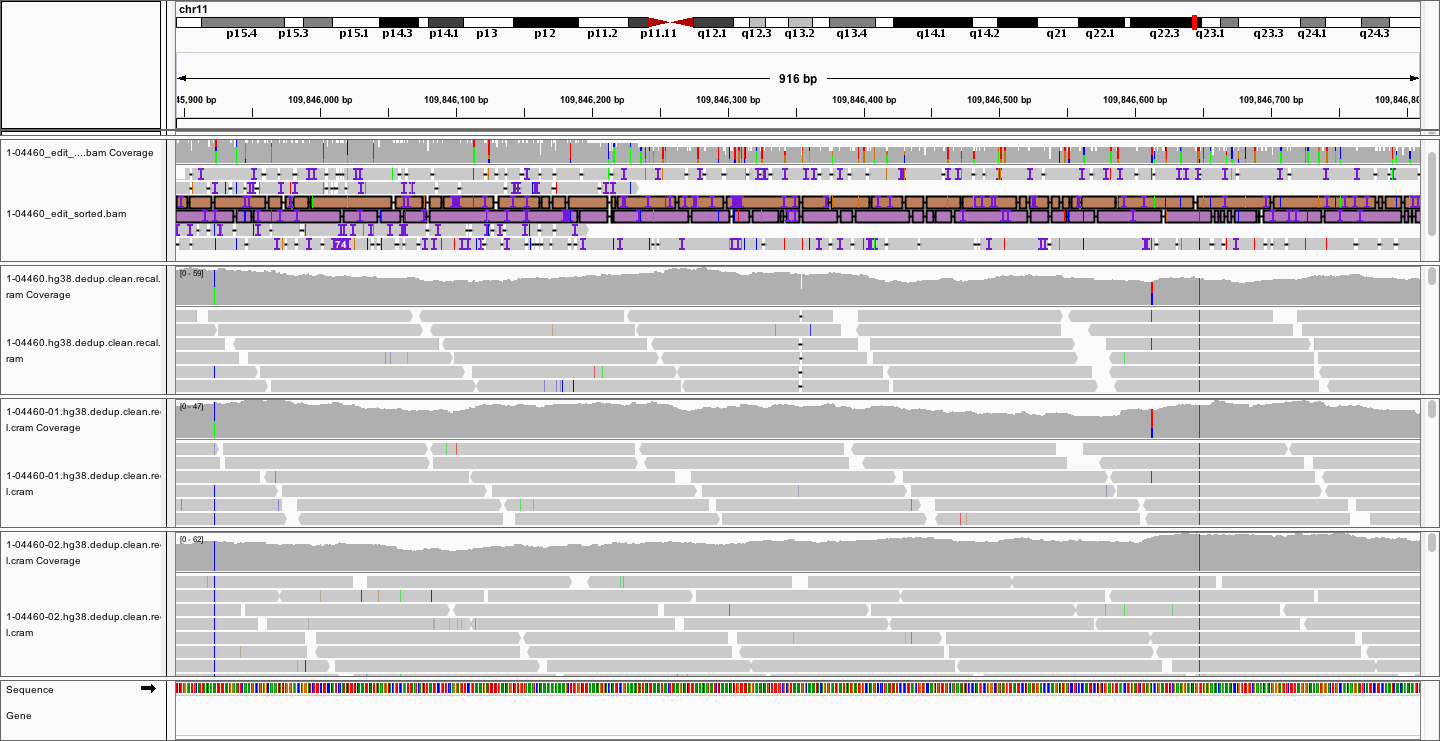 chr11
p15.4 p15.3 p15.1 p14.3 p14.1 p13 p12 p11.2 p11.11 q12.1 q12.3 q13.2 q13.4 q14.1 q14.2 q21 q22.1 q22.3 q23.1 q23.3 q24.1 q24.3
916 bp
45,900 bp 109,846,000 bp 109,846,100 bp 109,846,200 bp 109,846,300 bp 109,846,400 bp 109,846,500 bp 109,846,600 bp 109,846,700 bp 109,846,80
1-04460_edit_....bam Coverage
1-04460_edit_sorted.bam
1-04460.hg38.dedup.clean.recal.
ram Coverage
[0 - 59]
1-04460.hg38.dedup.clean.recal.
ram
1-04460-01.hg38.dedup.clean.re
l.cram Coverage
[0 - 47]
1-04460-01.hg38.dedup.clean.re
l.cram
1-04460-02.hg38.dedup.clean.re
l.cram Coverage
[0 - 62]
1-04460-02.hg38.dedup.clean.re
l.cram
Sequence
Gene